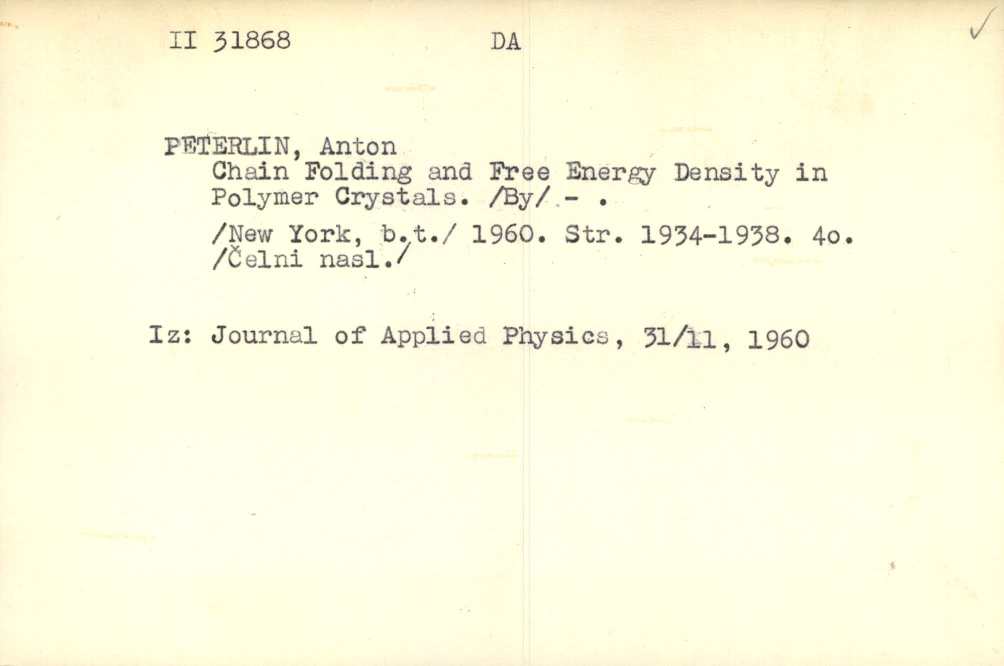 II 31868 DA
PETERLIN, Anton
Chain Folding and Free Energy Density in
Polymer Crystals. /By/ - .
/New York, b.t./ 1960. Str. 1934-1938. 4o.
/Čelni nasl./
Iz: Journal of Applied Physics, 31/11, 1960